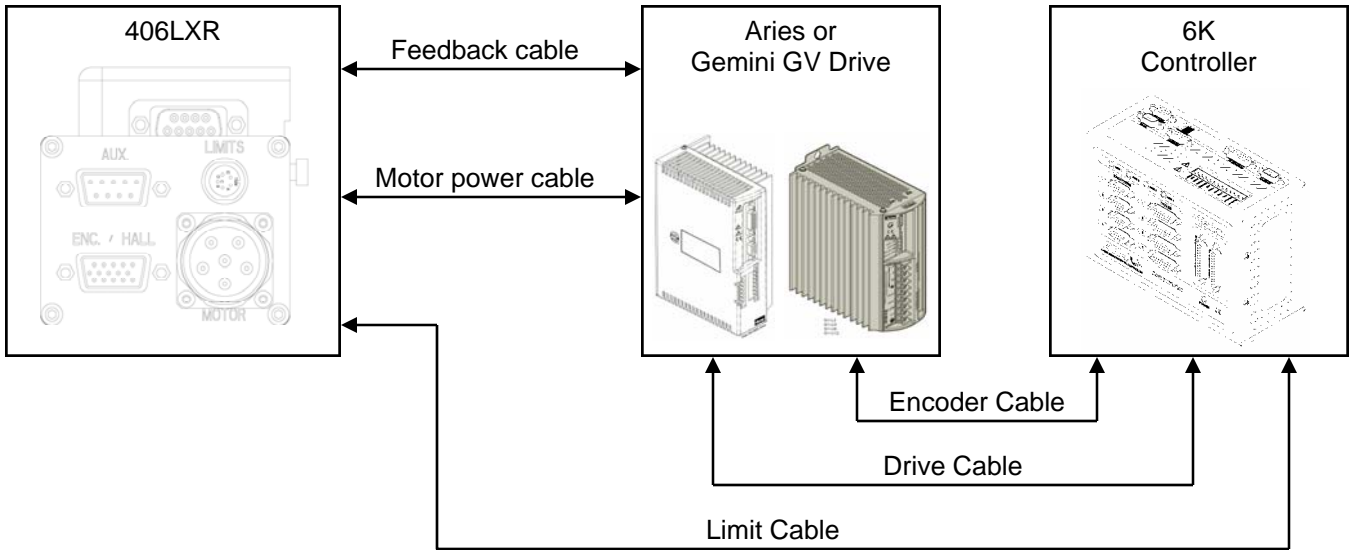 406LXR
Aries or
Gemini GV Drive
6K
Controller
Feedback cable
AUX.
LIMITS
Motor power cable
ENC. / HALL
MOTOR
Encoder Cable
Drive Cable
Limit Cable